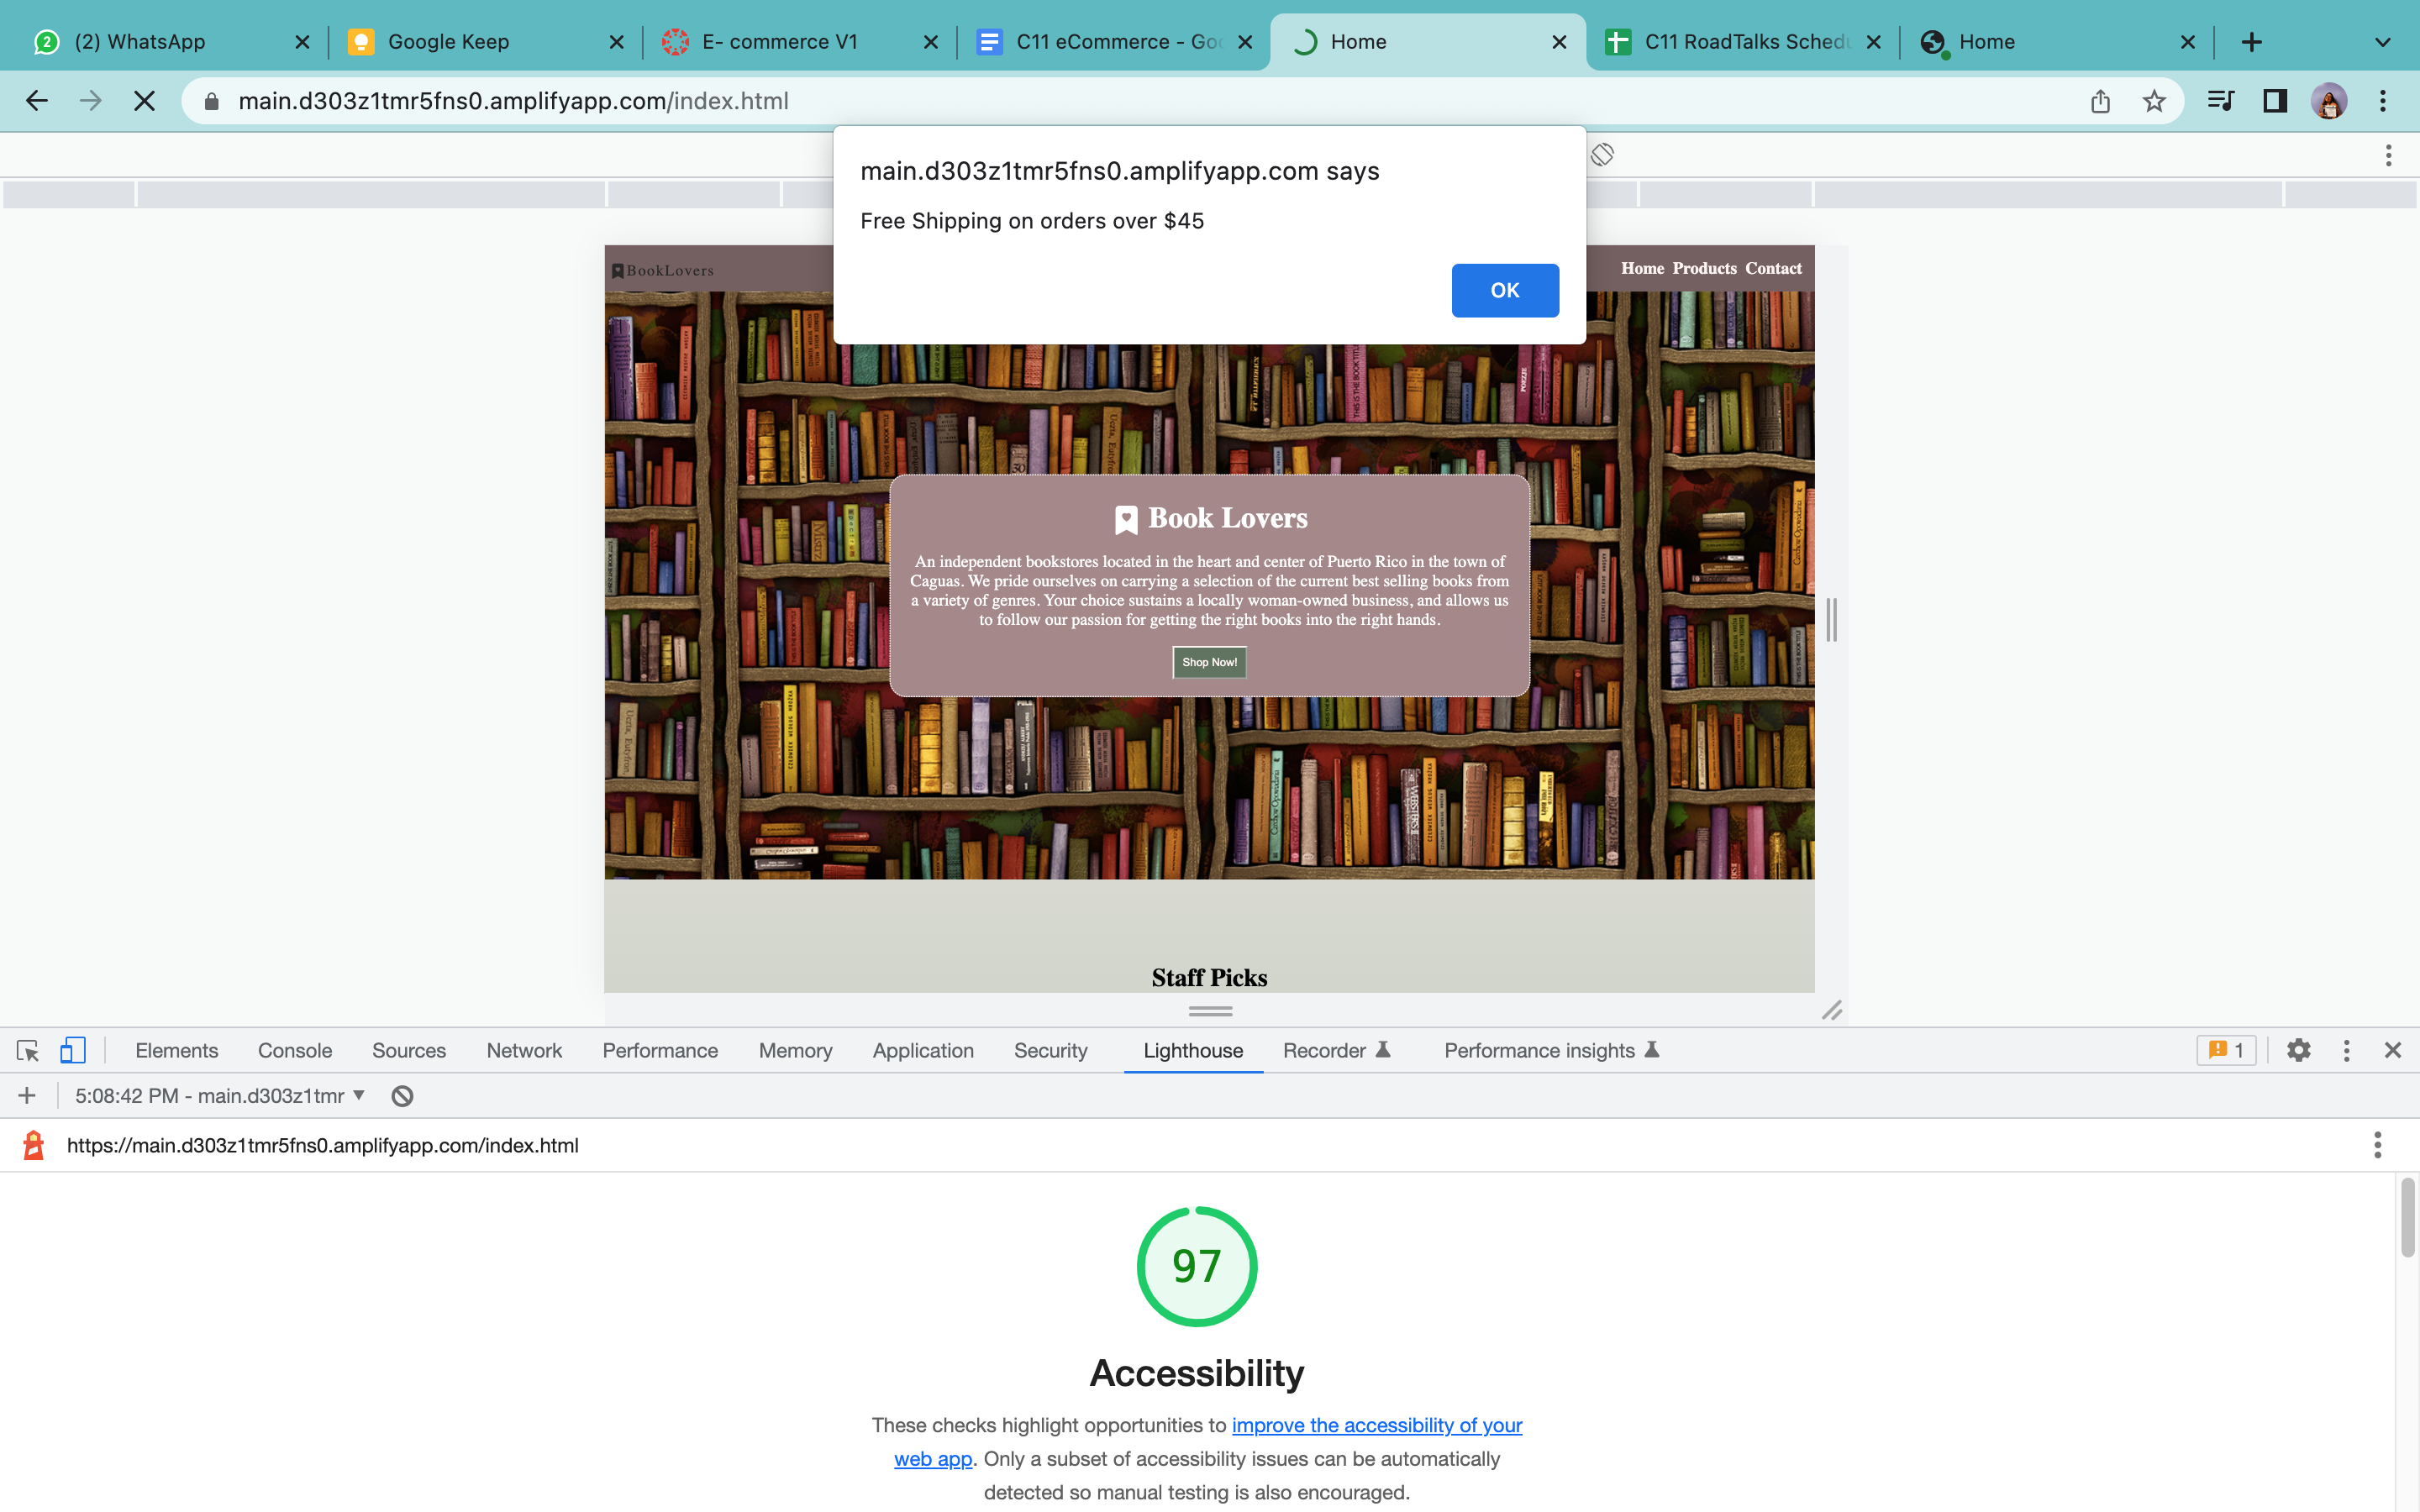 2
(2) WhatsApp
Google Keep
E- commerce V1
C11 eCommerce - Goo
Home
C11 RoadTalks Schedu
Home
main.d303z1tmr5fns0.amplifyapp.com/index.html
main.d303z1tmr5fns0.amplifyapp.com says
Free Shipping on orders over $45
OK
BookLovers
Home Products Contact
Book Lovers
An independent bookstores located in the heart and center of Puerto Rico in the town of
Caguas. We pride ourselves on carrying a selection of the current best selling books from
a variety of genres. Your choice sustains a locally woman-owned business, and allows us
to follow our passion for getting the right books into the right hands.
Shop Now!
Staff Picks
Elements Console Sources Network Performance Memory Application Security Lighthouse Recorder Performance insights 1
5:08:42 PM - main.d303z1tmr
https://main.d303z1tmr5fns0.amplifyapp.com/index.html
97
Accessibility
These checks highlight opportunities to improve the accessibility of your
web app. Only a subset of accessibility issues can be automatically
detected so manual testing is also encouraged.